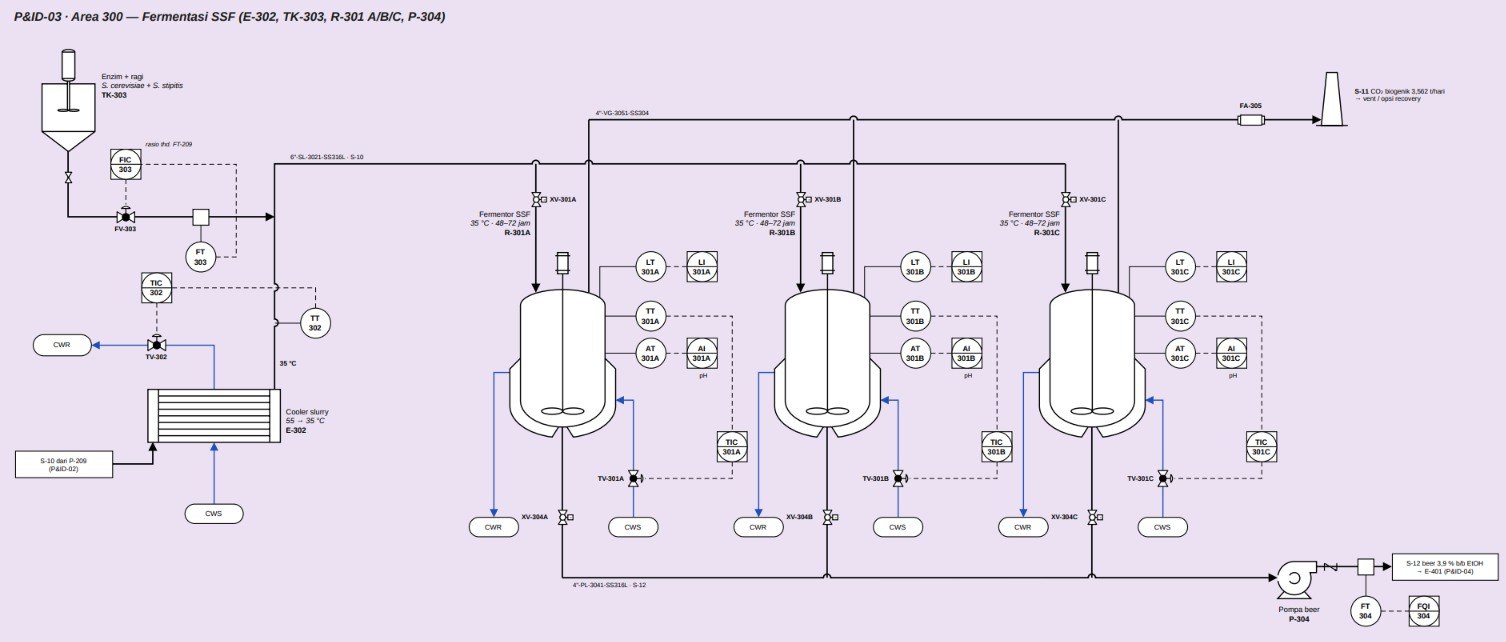 P&ID-03 · Area 300 — Fermentasi SSF (E-302, TK-303, R-301 A/B/C, P-304)
Enzim + ragi
S. cerevisiae + S. stipitis
TK-303
rasio thd. FT-209
FIC
303
FV-303
FT
303
TIC
302
TT
302
CWR
TV-302
35 °C
Cooler slurry
55 → 35 °C
E-302
S-10 dari P-209
(P&ID-02)
CWS
6"-SL-3021-SS316L · S-10
4"-VG-3051-SS304
FA-305
S-11 CO₂ biogenik 3,562 t/hari
→ vent / opsi recovery
XV-301A
Fermentor SSF
35 °C · 48–72 jam
R-301A
LT
301A
LI
301A
TT
301A
AT
301A
AI
301A
pH
TIC
301A
TV-301A
XV-304A
CWR
CWS
XV-301B
Fermentor SSF
35 °C · 48–72 jam
R-301B
LT
301B
LI
301B
TT
301B
AT
301B
AI
301B
pH
TIC
301B
TV-301B
XV-304B
CWR
CWS
XV-301C
Fermentor SSF
35 °C · 48–72 jam
R-301C
LT
301C
LI
301C
TT
301C
AT
301C
AI
301C
pH
TIC
301C
TV-301C
XV-304C
CWR
CWS
4"-PL-3041-SS316L · S-12
Pompa beer
P-304
S-12 beer 3,9 % b/b EtOH
→ E-401 (P&ID-04)
FT
304
FQI
304